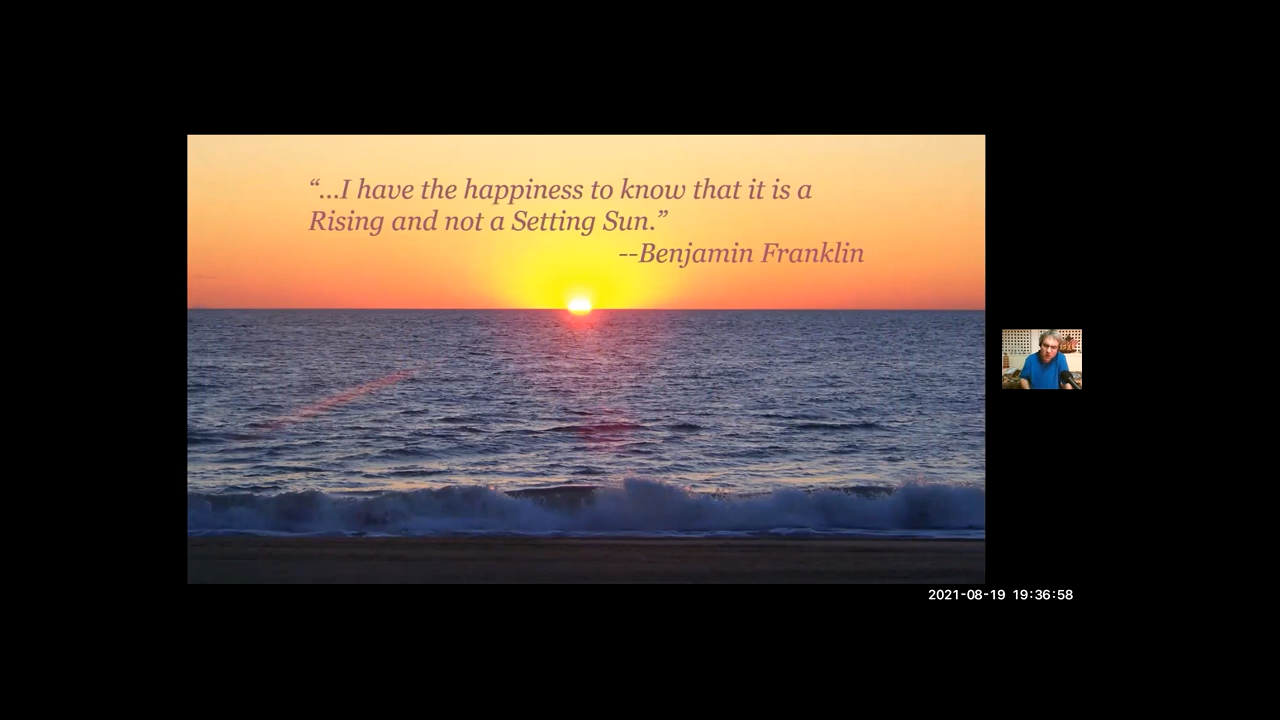 “...I have the happiness to know that it is a
Rising and not a Setting Sun.”
--Benjamin Franklin
2021-08-19 19:36:58